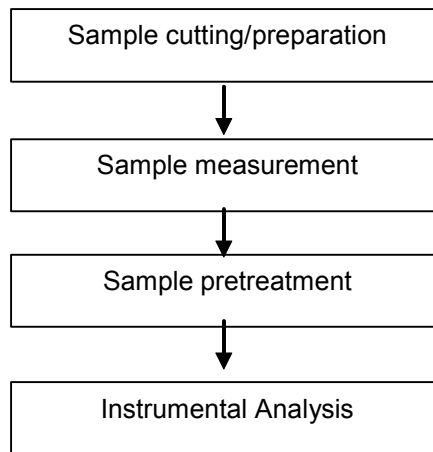 Sample cutting/preparation
Sample measurement
Sample pretreatment
Instrumental Analysis